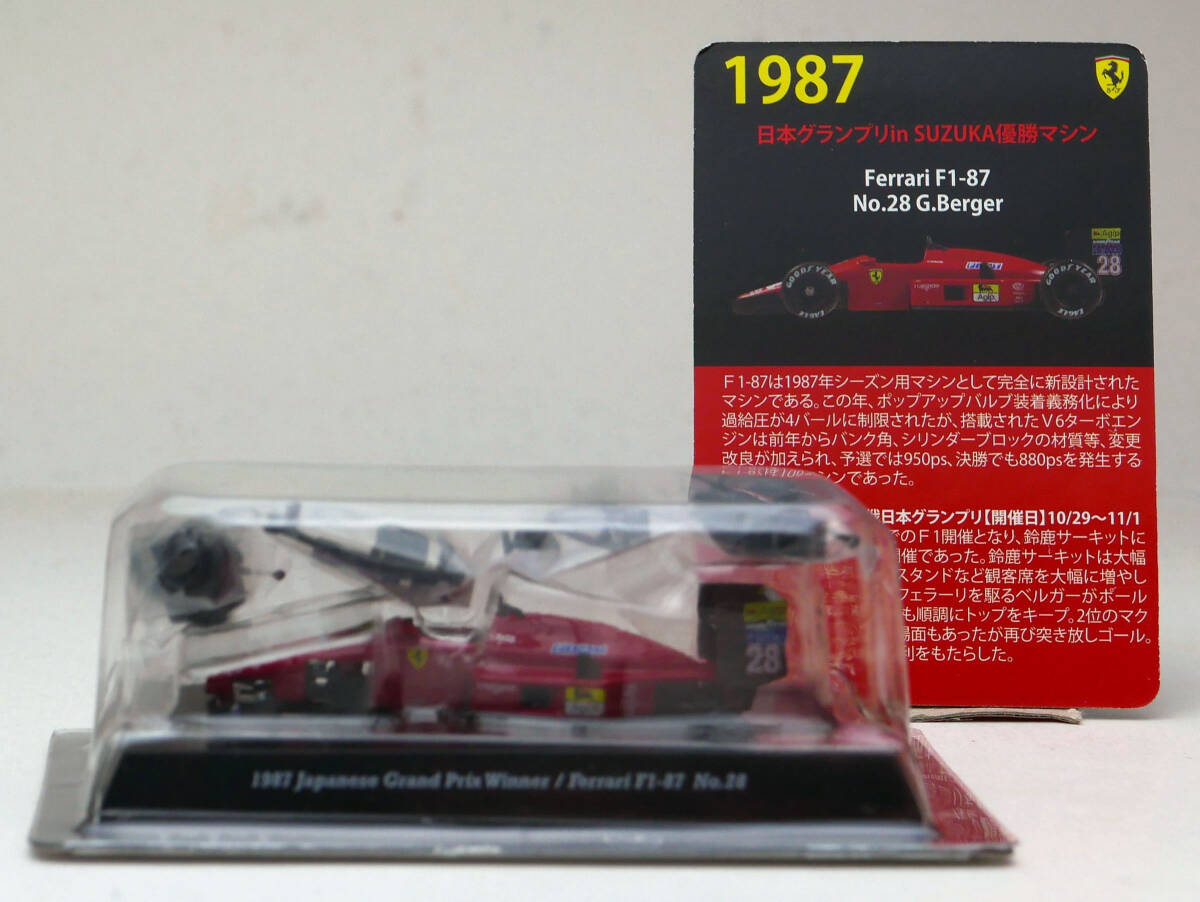 1987
日本グランプリin SUZUKA優勝マシン
Ferrari F1-87
No.28 G.Berger
GOOD YEAR
EAGLE
Agip
28
GOOD YEAR
EAGLE
Agip
F1-87は1987年シーズン用マシンとして完全に新設計された
マシンである。この年、ポップアップバルブ装着義務化により
過給圧が4バールに制限されたが、搭載されたV6ターボエン
ジンは前年からバンク角、シリンダーブロックの材質等、変更
改良が加えられ、予選では950ps、決勝でも880psを発生する
マシンであった。
戦日本グランプリ【開催日】10/29～11/1
でのF1開催となり、鈴鹿サーキットに
開催であった。鈴鹿サーキットは大幅
スタンドなど観客席を大幅に増やし
フェラーリを駆るベルガーがポール
も順調にトップをキープ。2位のマク
場面もあったが再び突き放しゴール。
利をもたらした。
28
1987 Japanese Grand Prix Winner / Ferrari F1-87 No.28